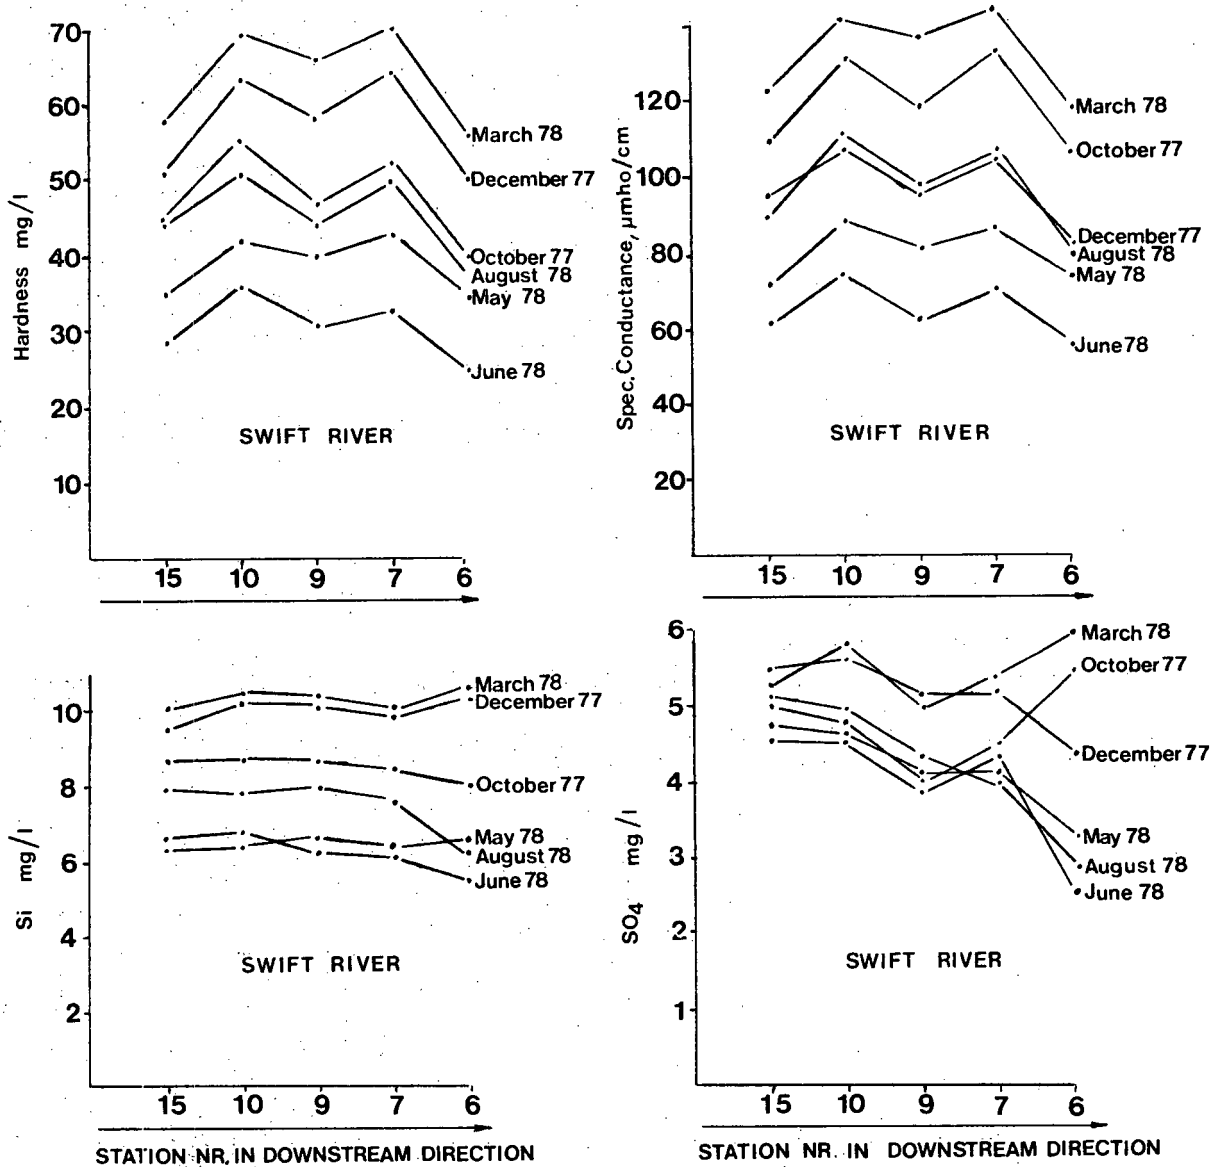 70
60
50
40
30
20
10
Hardness mg/l
March 78
December 77
October 77
August 78
May 78
June 78
SWIFT RIVER
15 10 9 7 6
120
100
80
60
40
20
Spec. Conductance, µmho/cm
March 78
October 77
December 77
August 78
May 78
June 78
SWIFT RIVER
15 10 9 7 6
10
8
6
4
2
Si mg/l
March 78
December 77
October 77
May 78
August 78
June 78
SWIFT RIVER
15 10 9 7 6
STATION NR. IN DOWNSTREAM DIRECTION
6
5
4
3
2
1
SO4 mg/l
March 78
October 77
December 77
May 78
August 78
June 78
SWIFT RIVER
15 10 9 7 6
STATION NR. IN DOWNSTREAM DIRECTION